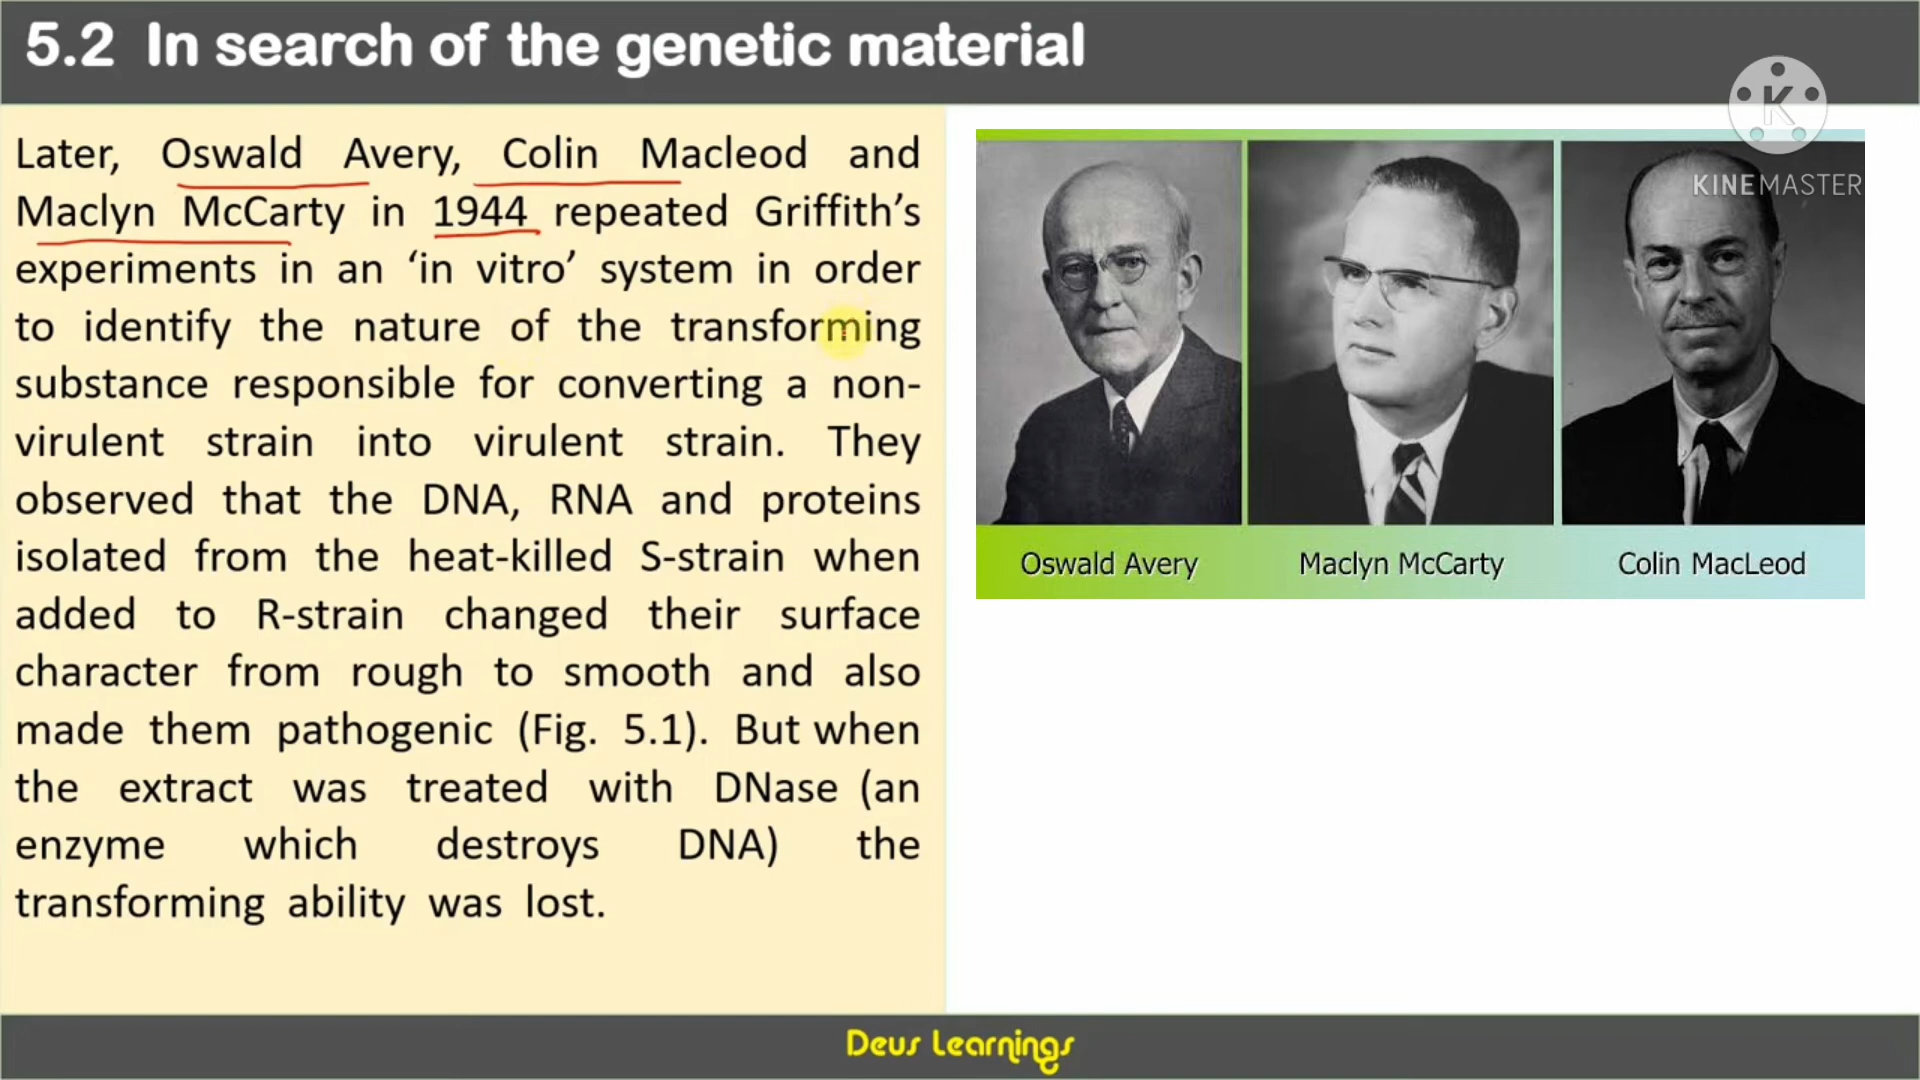 5.2 In search of the genetic material
Later, Oswald Avery, Colin Macleod and
Maclyn McCarty in 1944 repeated Griffith's
experiments in an ‘in vitro’ system in order
to identify the nature of the transforming
substance responsible for converting a non-
virulent strain into virulent strain. They
observed that the DNA, RNA and proteins
isolated from the heat-killed S-strain when
added to R-strain changed their surface
character from rough to smooth and also
made them pathogenic (Fig. 5.1). But when
the extract was treated with DNase (an
enzyme which destroys DNA) the
transforming ability was lost.
K
KINEMASTER
Oswald Avery Maclyn McCarty Colin MacLeod
Deus Learnings